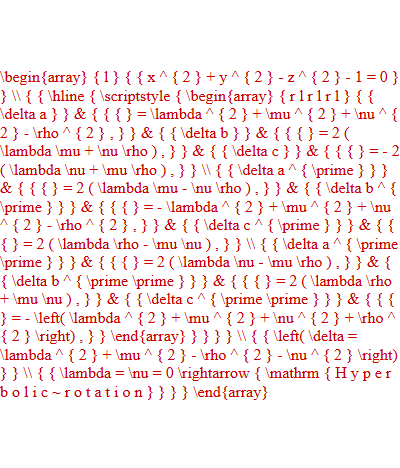 \begin{array} { 1 } { { x ^ { 2 } + y ^ { 2 } - z ^ { 2 } - 1 = 0 }
} \\ { { \hline { \scriptstyle { \begin{array} { r l r l r l } { {
\delta a } } & { { { } = \lambda ^ { 2 } + \mu ^ { 2 } + \nu ^ {
2 } - \rho ^ { 2 } , } } & { { \delta b } } & { { { } = 2 (
\lambda \mu + \nu \rho ) , } } & { { \delta c } } & { { { } = - 2
( \lambda \nu + \mu \rho ) , } } \\ { { \delta a ^ { \prime } } }
& { { { } = 2 ( \lambda \mu - \nu \rho ) , } } & { { \delta b ^ {
\prime } } } & { { { } = - \lambda ^ { 2 } + \mu ^ { 2 } + \nu
^ { 2 } - \rho ^ { 2 } , } } & { { \delta c ^ { \prime } } } & { {
{ } = 2 ( \lambda \rho - \mu \nu ) , } } \\ { { \delta a ^ { \prime
\prime } } } & { { { } = 2 ( \lambda \nu - \mu \rho ) , } } & {
{ \delta b ^ { \prime \prime } } } & { { { } = 2 ( \lambda \rho
+ \mu \nu ) , } } & { { \delta c ^ { \prime \prime } } } & { { {
} = - \left( \lambda ^ { 2 } + \mu ^ { 2 } + \nu ^ { 2 } + \rho ^
{ 2 } \right) , } } \end{array} } } } } \\ { { \left( \delta =
\lambda ^ { 2 } + \mu ^ { 2 } - \rho ^ { 2 } - \nu ^ { 2 } \right)
} } \\ { { \lambda = \nu = 0 \rightarrow { \mathrm { H y p e r
b o l i c ~ r o t a t i o n } } } } \end{array}